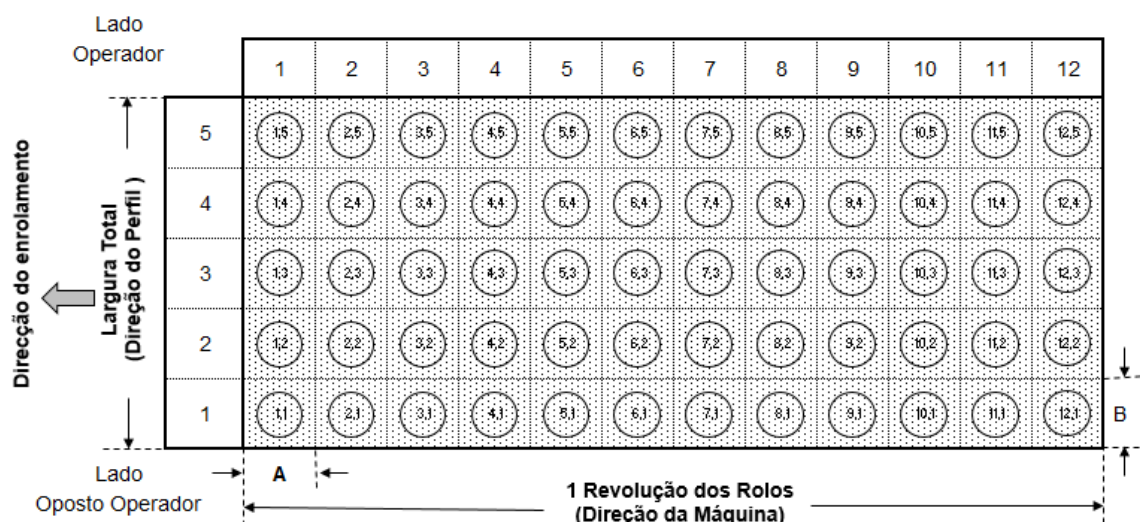 Lado
Operador
1 2 3 4 5 6 7 8 9 10 11 12
5 1,5 2,5 3,5 4,5 5,5 6,5 7,5 8,5 9,5 10,5 11,5 12,5
4 1,4 2,4 3,4 4,4 5,4 6,4 7,4 8,4 9,4 10,4 11,4 12,4
3 1,3 2,3 3,3 4,3 5,3 6,3 7,3 8,3 9,3 10,3 11,3 12,3
2 1,2 2,2 3,2 4,2 5,2 6,2 7,2 8,2 9,2 10,2 11,2 12,2
1 1,1 2,1 3,1 4,1 5,1 6,1 7,1 8,1 9,1 10,1 11,1 12,1
Direcção do enrolamento
Largura Total
(Direção do Perfil )
B
A
Lado
Oposto Operador
1 Revolução dos Rolos
(Direção da Máquina)